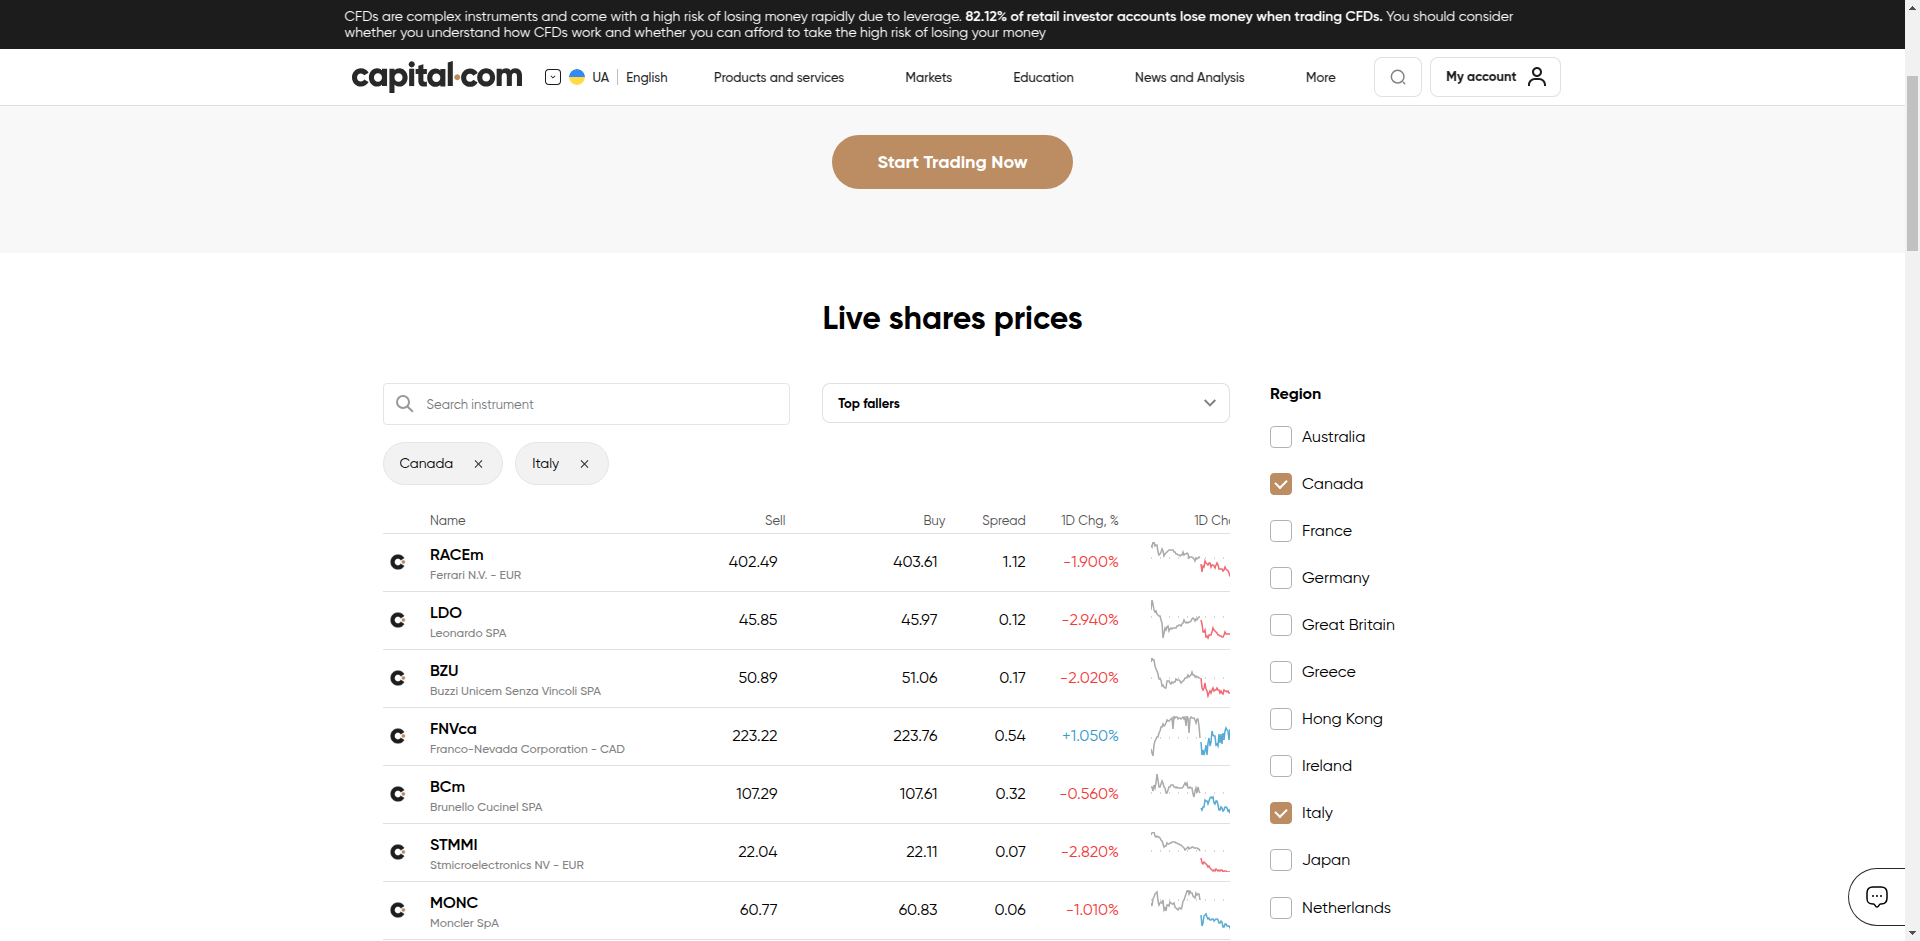 CFDs are complex instruments and come with a high risk of losing money rapidly due to leverage. 82.12% of retail investor accounts lose money when trading CFDs. You should consider
whether you understand how CFDs work and whether you can afford to take the high risk of losing your money
capital.com UA English Products and services Markets Education News and Analysis More My account
Start Trading Now
Live shares prices
Search instrument
Top fallers
Canada
Italy
Name Sell Buy Spread 1D Chg, % 1D
RACEm 402.49 403.61 1.12 -1.900%
Ferrari N.V. - EUR
LDO 45.85 45.97 0.12 -2.940%
Leonardo SPA
BZU 50.89 51.06 0.17 -2.020%
Buzzi Unicem Senza Vincoli SPA
FNVca 223.22 223.76 0.54 +1.050%
Franco-Nevada Corporation - CAD
BCm 107.29 107.61 0.32 -0.560%
Brunello Cucinel SPA
STMMI 22.04 22.11 0.07 -2.820%
Stmicroelectronics NV - EUR
MONC 60.77 60.83 0.06 -1.010%
Moncler SpA
Region
Australia
Canada
France
Germany
Great Britain
Greece
Hong Kong
Ireland
Italy
Japan
Netherlands